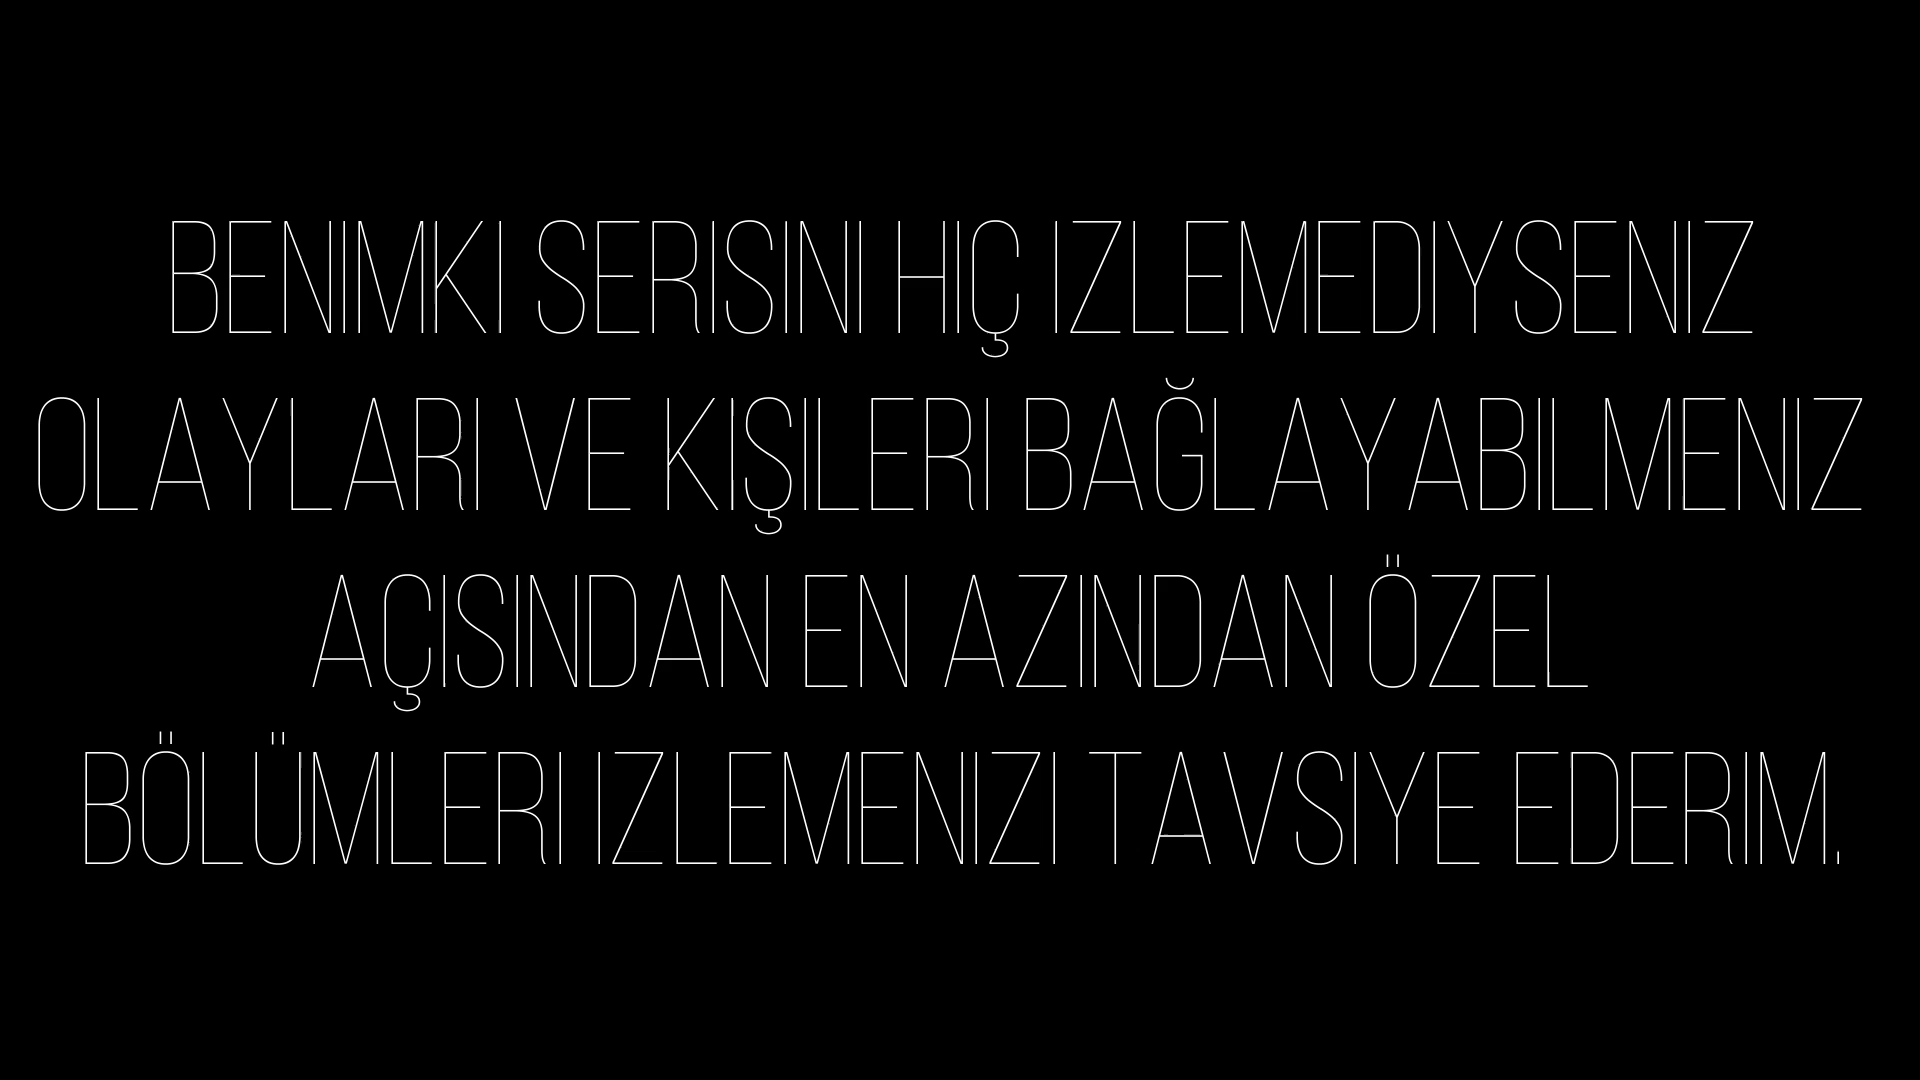 BENIMKI SERISINI HIÇ IZLEMEDIYSENIZ
OLAYLARI VE KIŞILERI BAĞLAYABILMENIZ
AÇISINDAN EN AZINDAN ÖZEL
BÖLÜMLERI IZLEMENIZI TAVSIYE EDERIM.